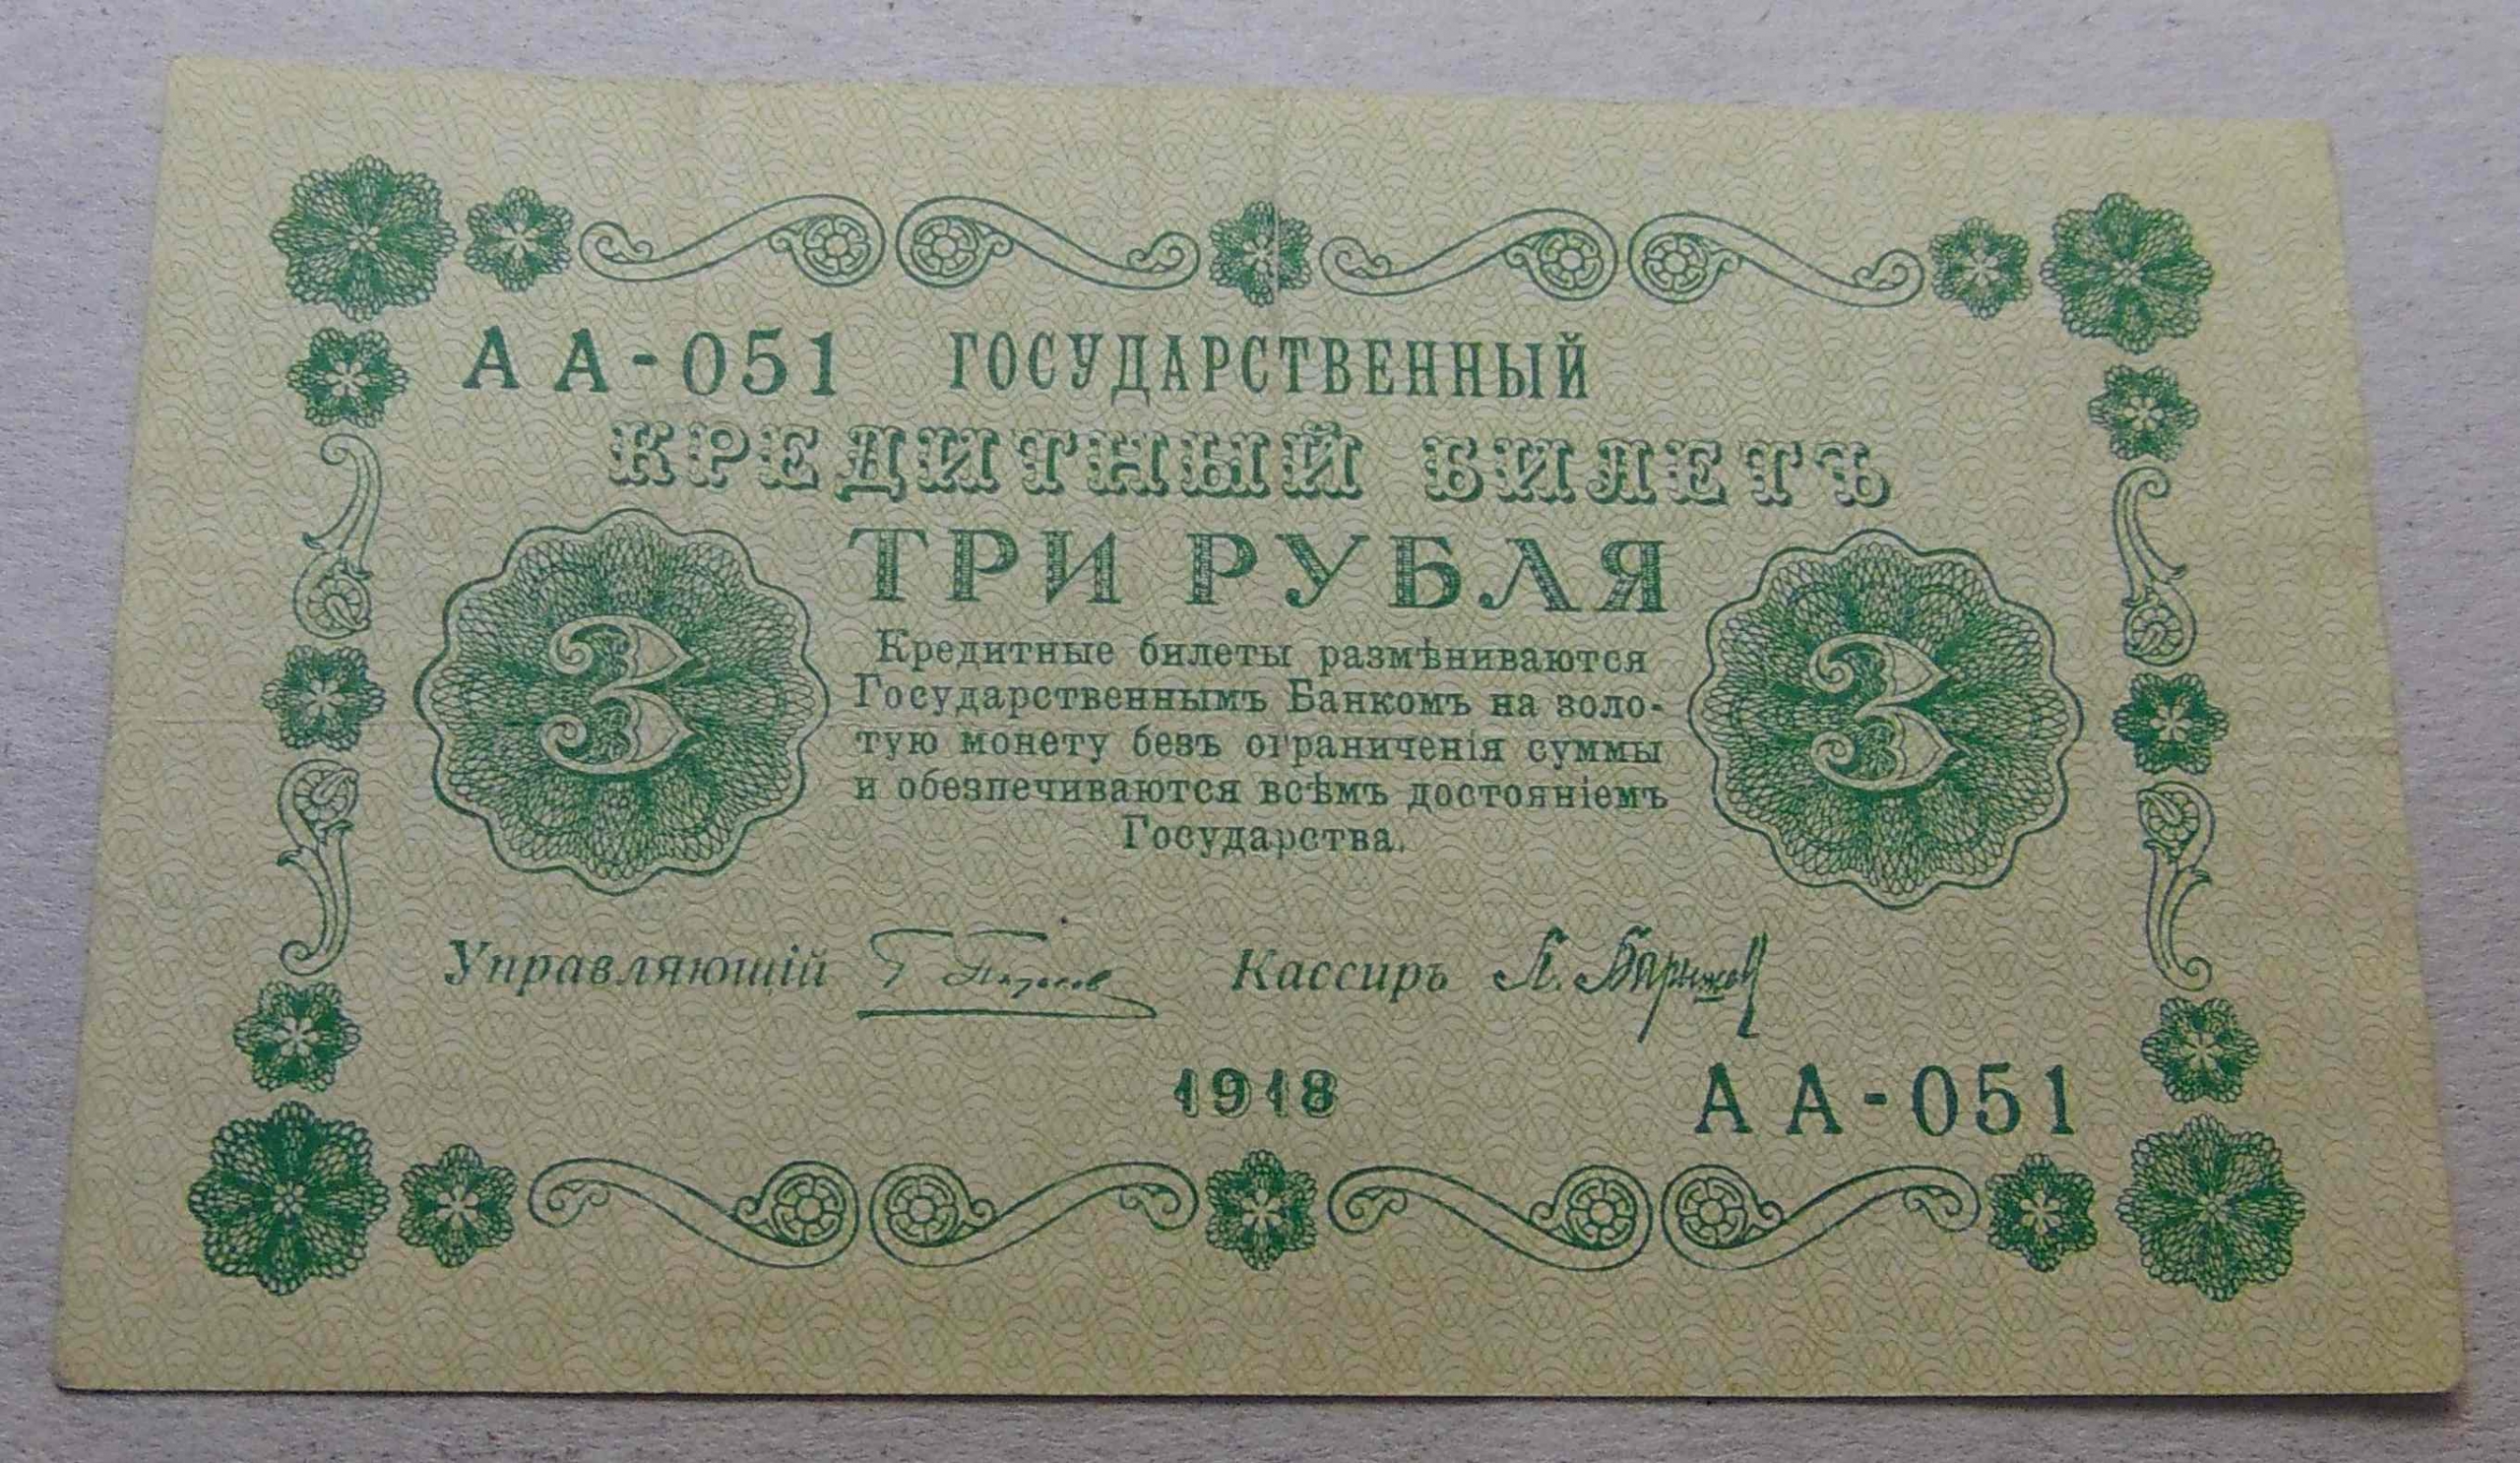 АА-051 ГОСУДАРСТВЕННЫЙ
КРЕДИТНЫЙ БИЛЕТЪ
ТРИ РУБЛЯ
3
3
Кредитные билеты размѣниваются
Государственнымъ Банкомъ на золо-
тую монету безъ ограниченія суммы
и обезпечиваются всѣмъ достояніемъ
Государства.
Управляющій Кассиръ
1918
АА-051